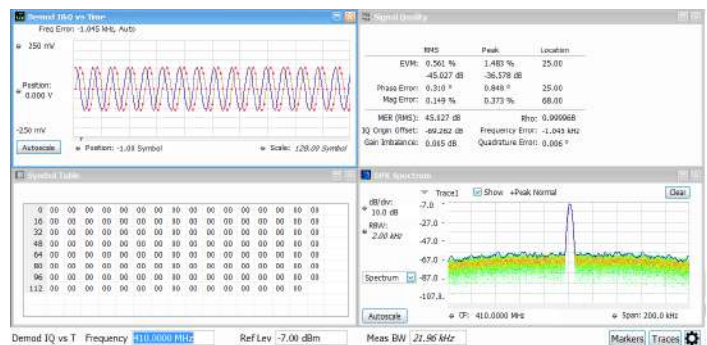 Demod I&Q vs Time
Freq Error: -1.045 kHz, Auto
250 mV
Position:
0.000 V
-250 mV
Autoscale
Position: -1.00 Symbol
Scale: 128.00 Symbol
Signal Quality
RMS Peak Location
EVM: 0.561 % 1.483 % 25.00
-45.027 dB -36.578 dB
Phase Error: 0.310 º 0.848 º 25.00
Mag Error: 0.149 % 0.373 % 68.00
MER (RMS): 45.027 dB Rho: 0.999968
IQ Origin Offset: -69.262 dB Frequency Error: -1.045 kHz
Gain Imbalance: 0.005 dB Quadrature Error: 0.006 º
Symbol Table
0 00 00 00 00 00 00 00 00 00 00 00 00 00 00 00 00
16 00 00 00 00 00 00 00 00 00 00 00 00 00 00 00 00
32 00 00 00 00 00 00 00 00 00 00 00 00 00 00 00 00
48 00 00 00 00 00 00 00 00 00 00 00 00 00 00 00 00
64 00 00 00 00 00 00 00 00 00 00 00 00 00 00 00 00
80 00 00 00 00 00 00 00 00 00 00 00 00 00 00 00 00
96 00 00 00 00 00 00 00 00 00 00 00 00 00 00 00 00
112 00 00 00 00 00 00 00 00 00 00 00 00 00 00 00
DPX Spectrum
Trace1 Show +Peak Normal Clear
dB/div:
10.0 dB
RBW:
2.00 kHz
-7.0
-27.0
-47.0
-67.0
Spectrum -87.0
-107.0
Autoscale CF: 410.0000 MHz Span: 200.0 kHz
Demod IQ vs T Frequency 410.0000 MHz Ref Lev -7.00 dBm Meas BW 21.96 kHz Markers Traces